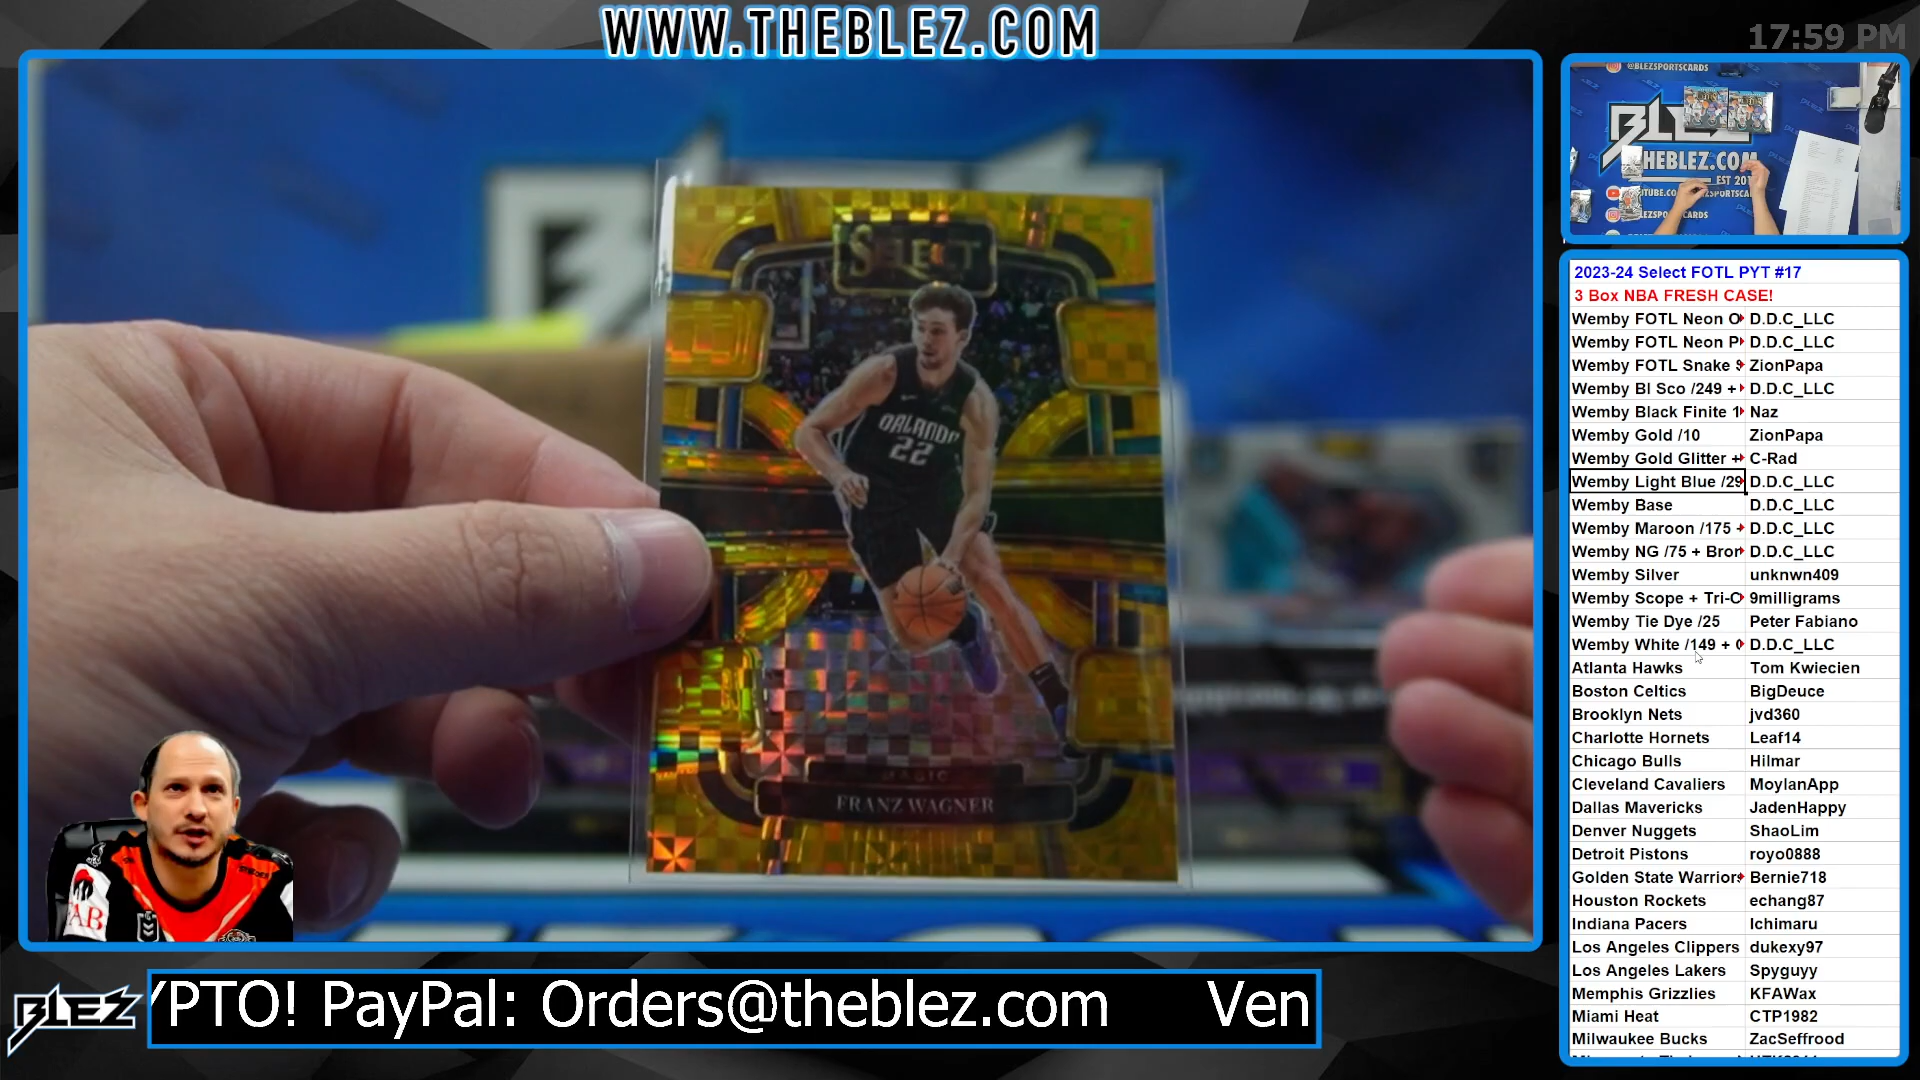 WWW.THEBLEZ.COM
17:59 PM
SELECT
ORLANDO
22
MAGIC
FRANZ WAGNER
@BLEZSPORTSCARDS
BLEZ
THEBLEZ.COM
2023-24 Select FOTL PYT #17
3 Box NBA FRESH CASE!
Wemby FOTL Neon O D.D.C_LLC
Wemby FOTL Neon P D.D.C_LLC
Wemby FOTL Snake S ZionPapa
Wemby Bl Sco /249 + D.D.C_LLC
Wemby Black Finite 1 Naz
Wemby Gold /10 ZionPapa
Wemby Gold Glitter + C-Rad
Wemby Light Blue /29 D.D.C_LLC
Wemby Base D.D.C_LLC
Wemby Maroon /175 + D.D.C_LLC
Wemby NG /75 + Bron D.D.C_LLC
Wemby Silver unknwn409
Wemby Scope + Tri-C 9milligrams
Wemby Tie Dye /25 Peter Fabiano
Wemby White /149 + D.D.C_LLC
Atlanta Hawks Tom Kwiecien
Boston Celtics BigDeuce
Brooklyn Nets jvd360
Charlotte Hornets Leaf14
Chicago Bulls Hilmar
Cleveland Cavaliers MoylanApp
Dallas Mavericks JadenHappy
Denver Nuggets ShaoLim
Detroit Pistons royo0888
Golden State Warriors Bernie718
Houston Rockets echang87
Indiana Pacers Ichimaru
Los Angeles Clippers dukexy97
Los Angeles Lakers Spyguyy
Memphis Grizzlies KFAWax
Miami Heat CTP1982
Milwaukee Bucks ZacSeffrood
BLEZ
YPTO! PayPal: Orders@theblez.com Ven